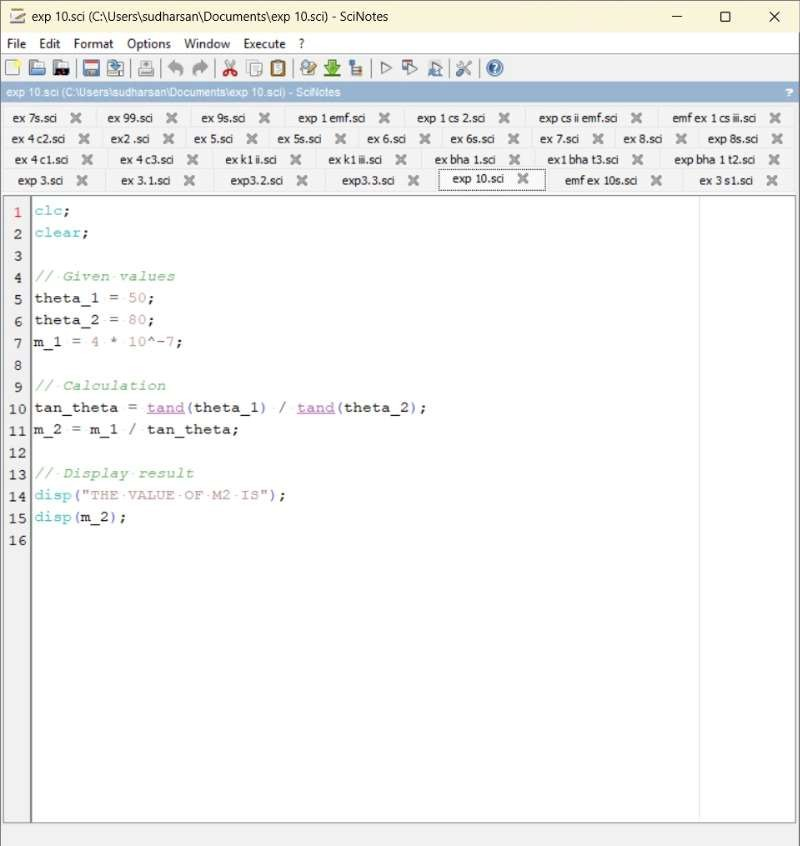 exp 10.sci (C:\Users\sudharsan\Documents\exp 10.sci) - SciNotes
File Edit Format Options Window Execute ?
exp 10.sci (C:\Users\sudharsan\Documents\exp 10.sci) - SciNotes ?
ex 7s.sci ex 99.sci ex 9s.sci exp 1 emf.sci exp 1 cs 2.sci exp cs ii emf.sci emf ex 1 cs iii.sci
ex 4 c2.sci ex2 .sci ex 5.sci ex 5s.sci ex 6.sci ex 6s.sci ex 7.sci ex 8.sci exp 8s.sci
ex 4 c1.sci ex 4 c3.sci ex k1 ii.sci ex k1 iii.sci ex bha 1.sci ex1 bha t3.sci exp bha 1 t2.sci
exp 3.sci ex 3.1.sci exp3.2.sci exp3.3.sci exp 10.sci emf ex 10s.sci ex 3 s1.sci
1 clc;
2 clear;
3
4 // Given values
5 theta_1 = 50;
6 theta_2 = 80;
7 m_1 = 4 * 10^-7;
8
9 // Calculation
10 tan_theta = tand(theta_1) / tand(theta_2);
11 m_2 = m_1 / tan_theta;
12
13 // Display result
14 disp("THE VALUE OF M2 IS");
15 disp(m_2);
16